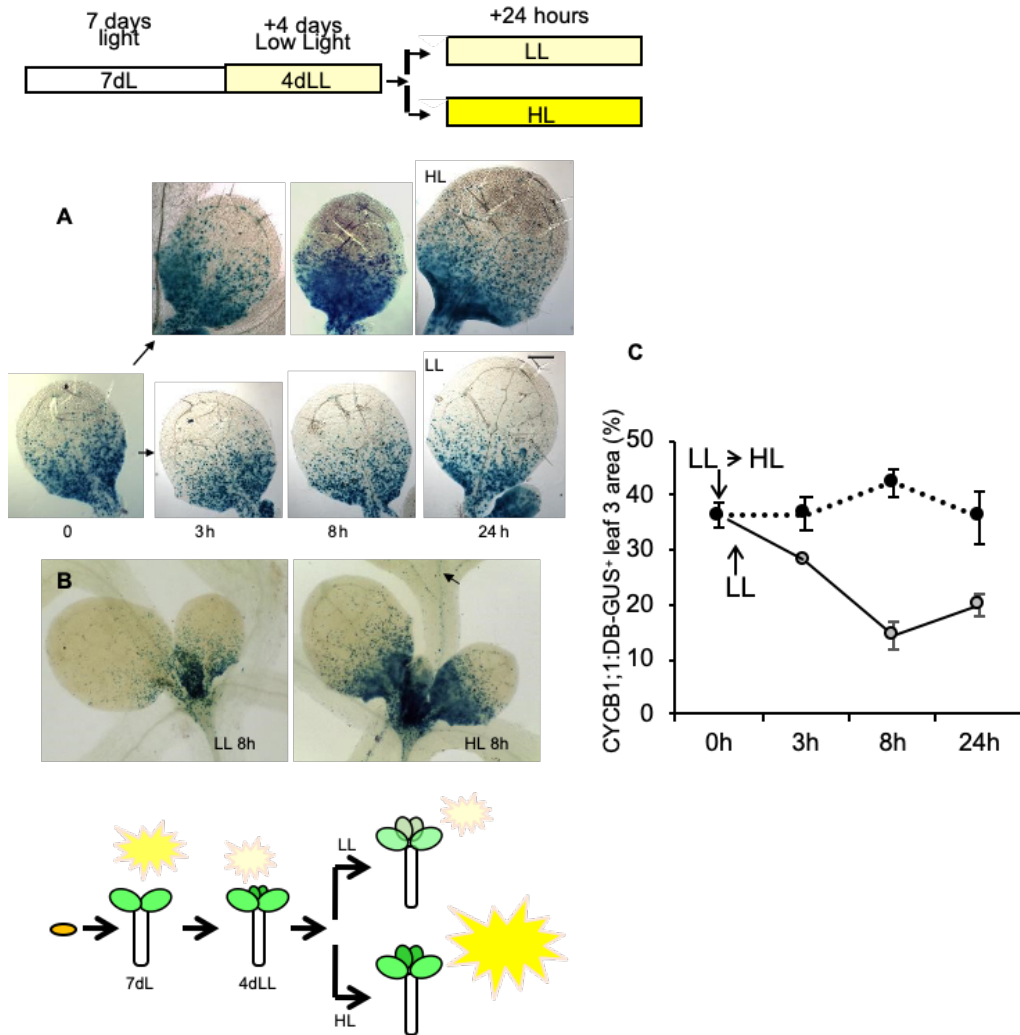 7 days
light
+4 days
Low Light
+24 hours
7dL
4dLL
LL
HL
A
HL
LL
0
3h
8h
24h
B
LL 8h
HL 8h
C
CYCB1;1:DB-GUS+ leaf 3 area (%)
50
40
30
20
10
0
LL > HL
LL
0h
3h
8h
24h
LL
HL
7dL
4dLL